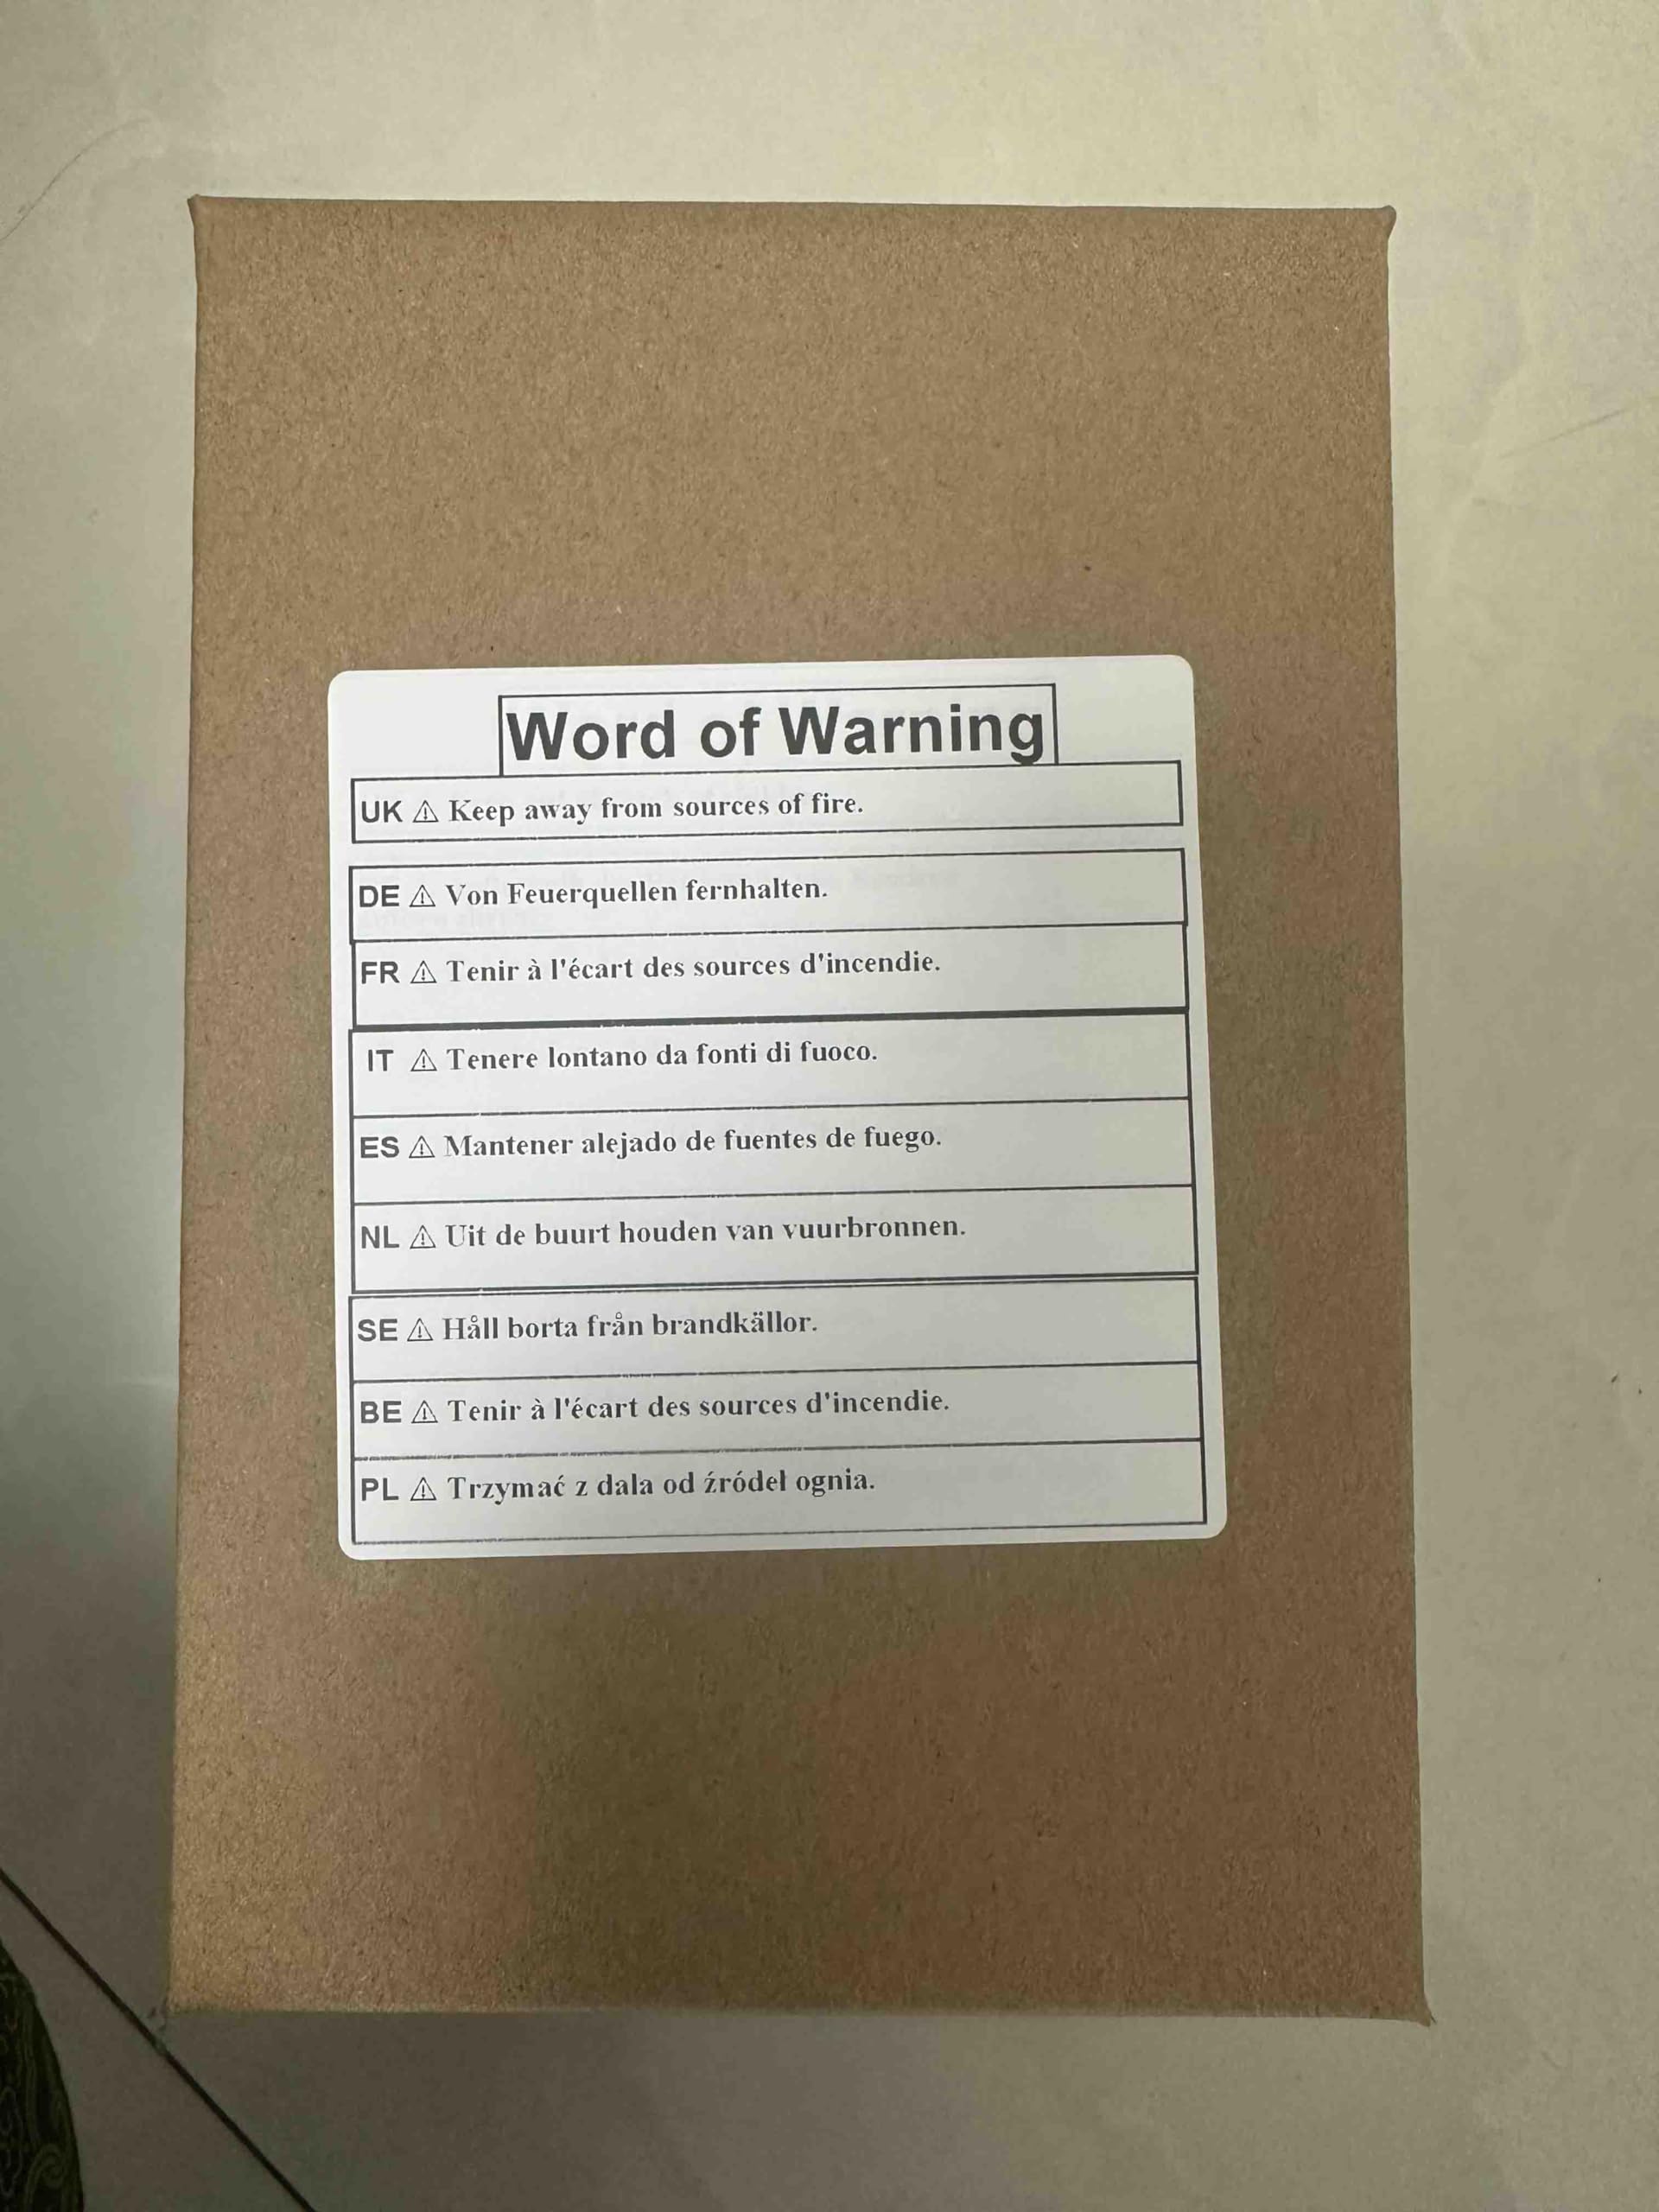 Word of Warning
UK ⚠ Keep away from sources of fire.
DE ⚠ Von Feuerquellen fernhalten.
FR ⚠ Tenir à l'écart des sources d'incendie.
IT ⚠ Tenere lontano da fonti di fuoco.
ES ⚠ Mantener alejado de fuentes de fuego.
NL ⚠ Uit de buurt houden van vuurbronnen.
SE ⚠ Håll borta från brandkällor.
BE ⚠ Tenir à l'écart des sources d'incendie.
PL ⚠ Trzymać z dala od źródeł ognia.